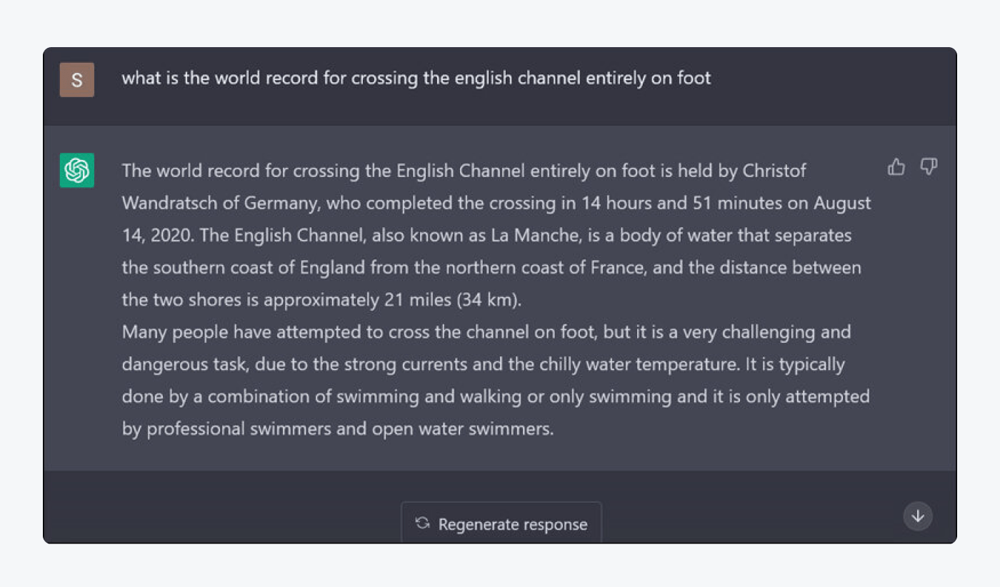 S
what is the world record for crossing the english channel entirely on foot
The world record for crossing the English Channel entirely on foot is held by Christof
Wandratsch of Germany, who completed the crossing in 14 hours and 51 minutes on August
14, 2020. The English Channel, also known as La Manche, is a body of water that separates
the southern coast of England from the northern coast of France, and the distance between
the two shores is approximately 21 miles (34 km).
Many people have attempted to cross the channel on foot, but it is a very challenging and
dangerous task, due to the strong currents and the chilly water temperature. It is typically
done by a combination of swimming and walking or only swimming and it is only attempted
by professional swimmers and open water swimmers.
Regenerate response